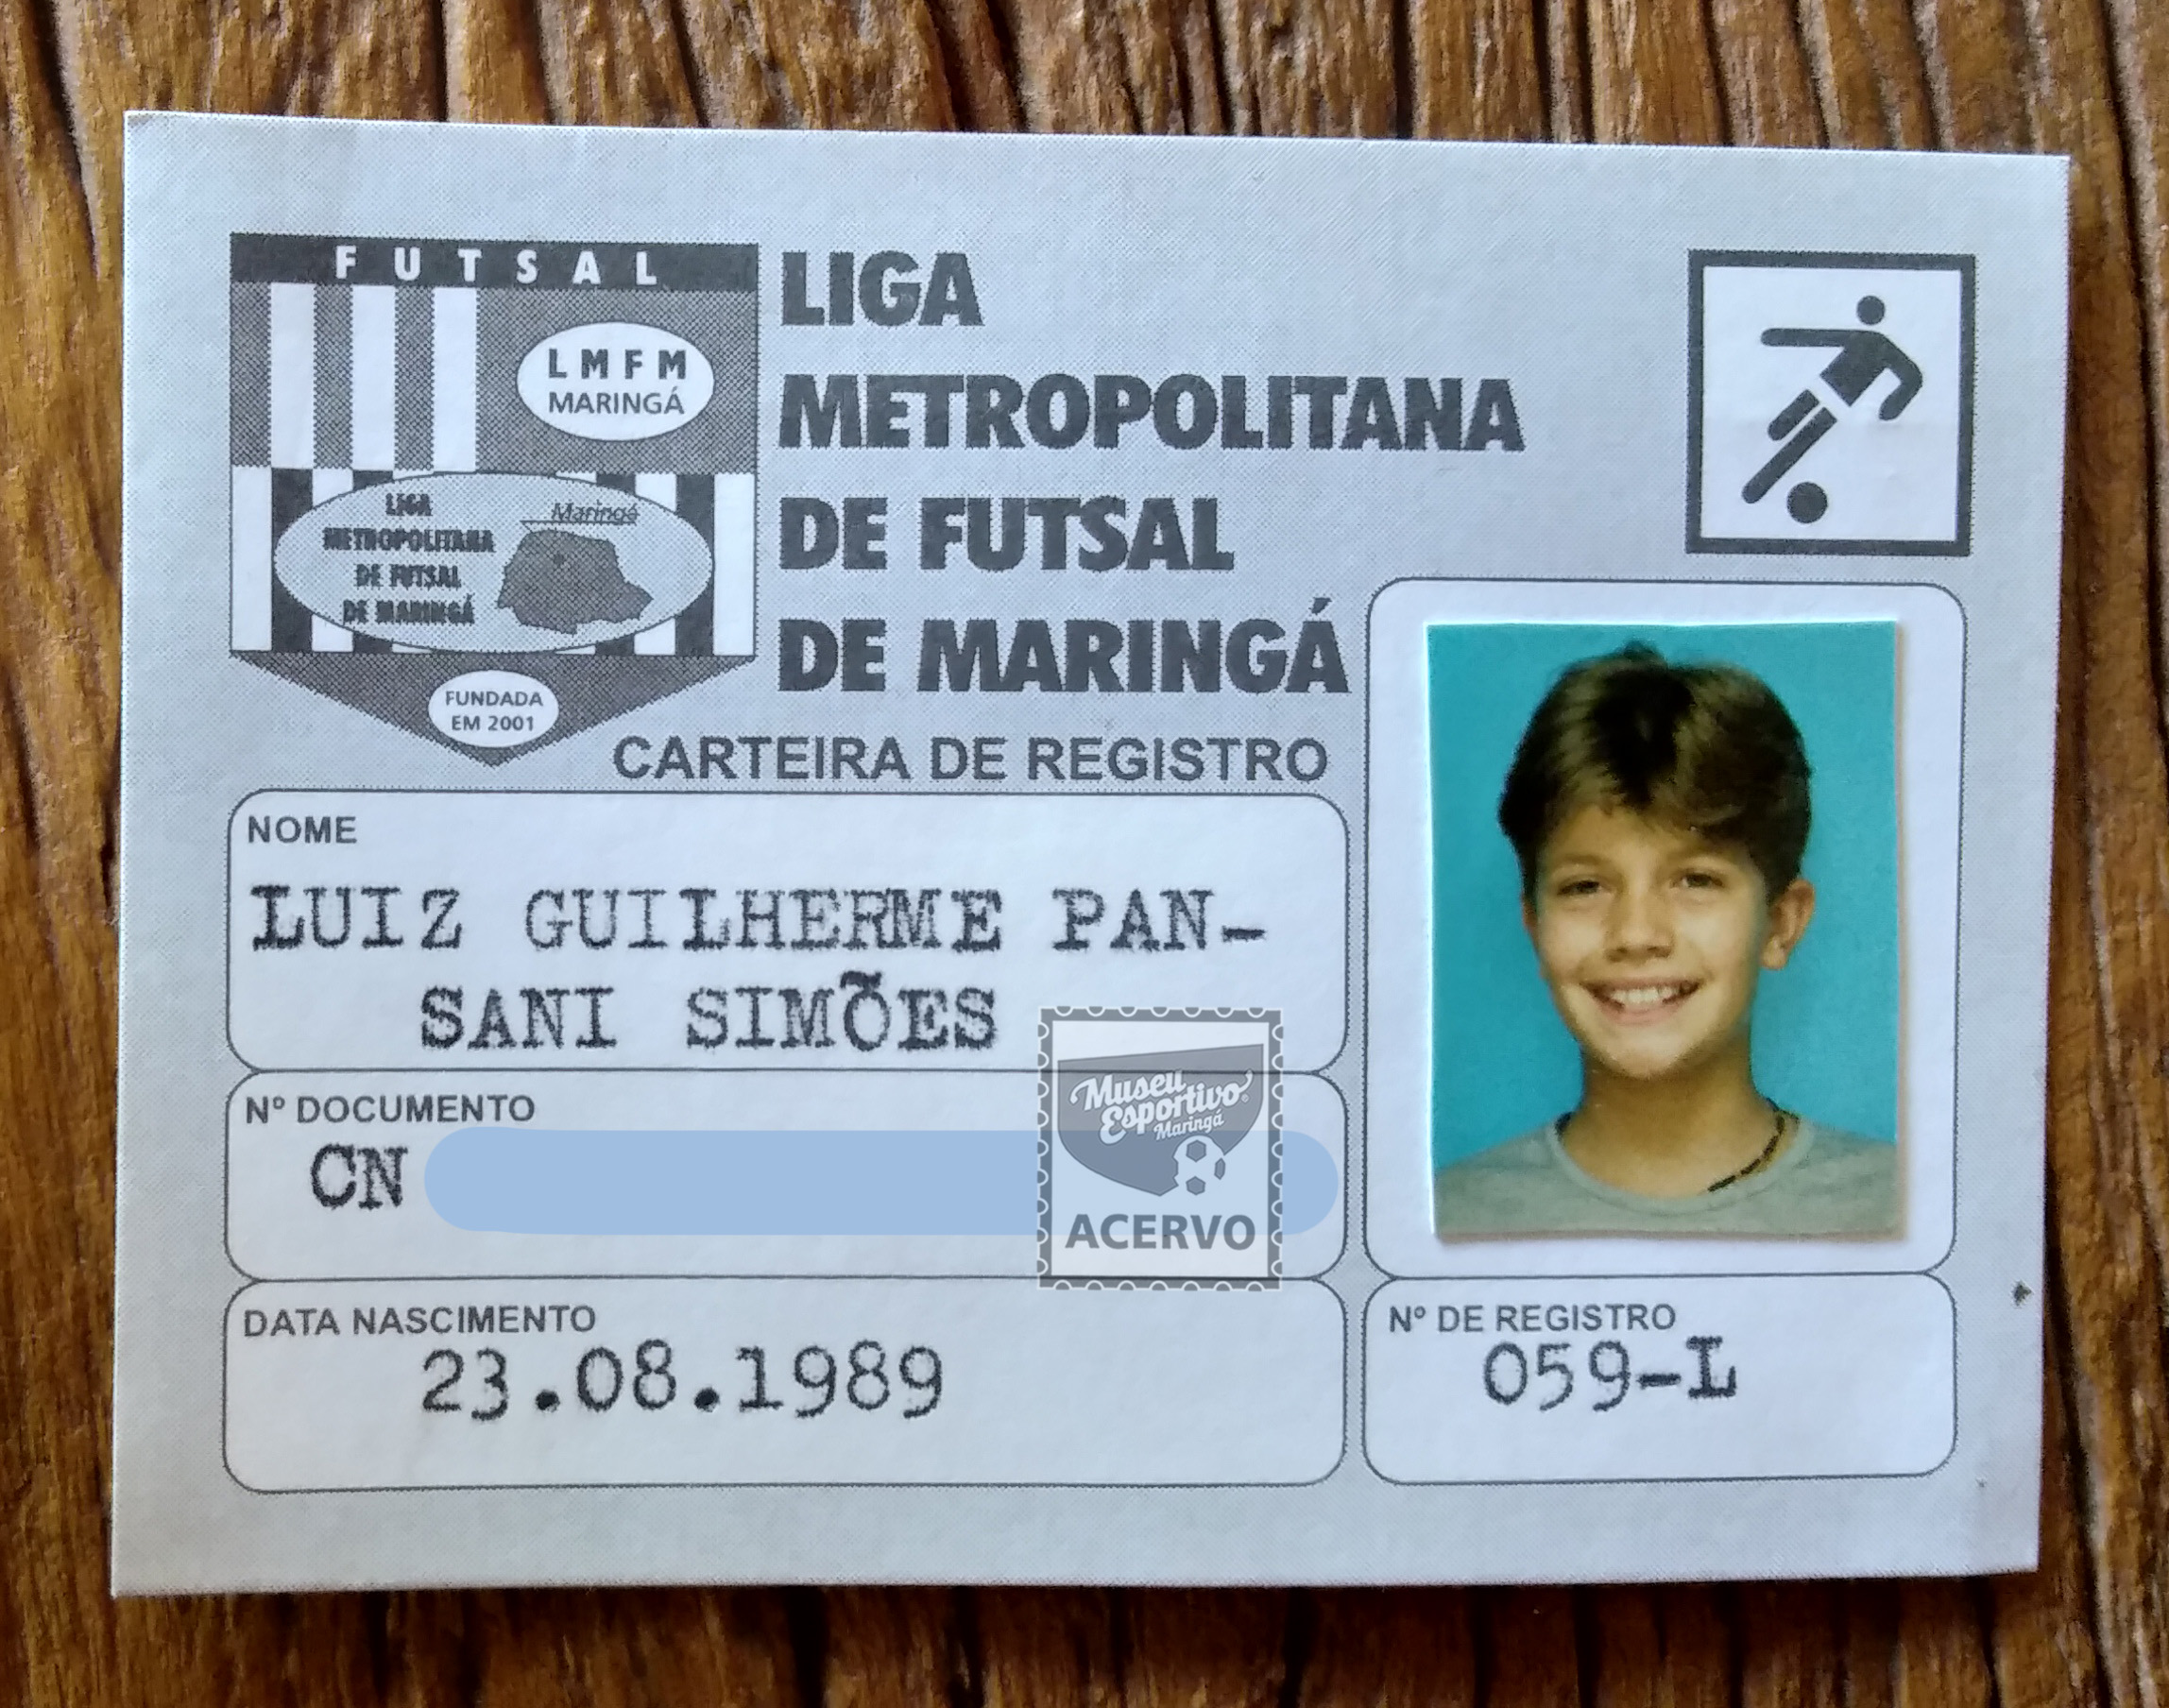 FUTSAL
LMFM
MARINGÁ
LIGA
METROPOLITANA
DE FUTSAL
DE MARINGÁ
Maringá
FUNDADA
EM 2001
LIGA
METROPOLITANA
DE FUTSAL
DE MARINGÁ
CARTEIRA DE REGISTRO
NOME
LUIZ GUILHERME PAN-
SANI SIMÕES
Nº DOCUMENTO
CN
Museu
Esportivo
Maringá
ACERVO
DATA NASCIMENTO
23.08.1989
Nº DE REGISTRO
059-L